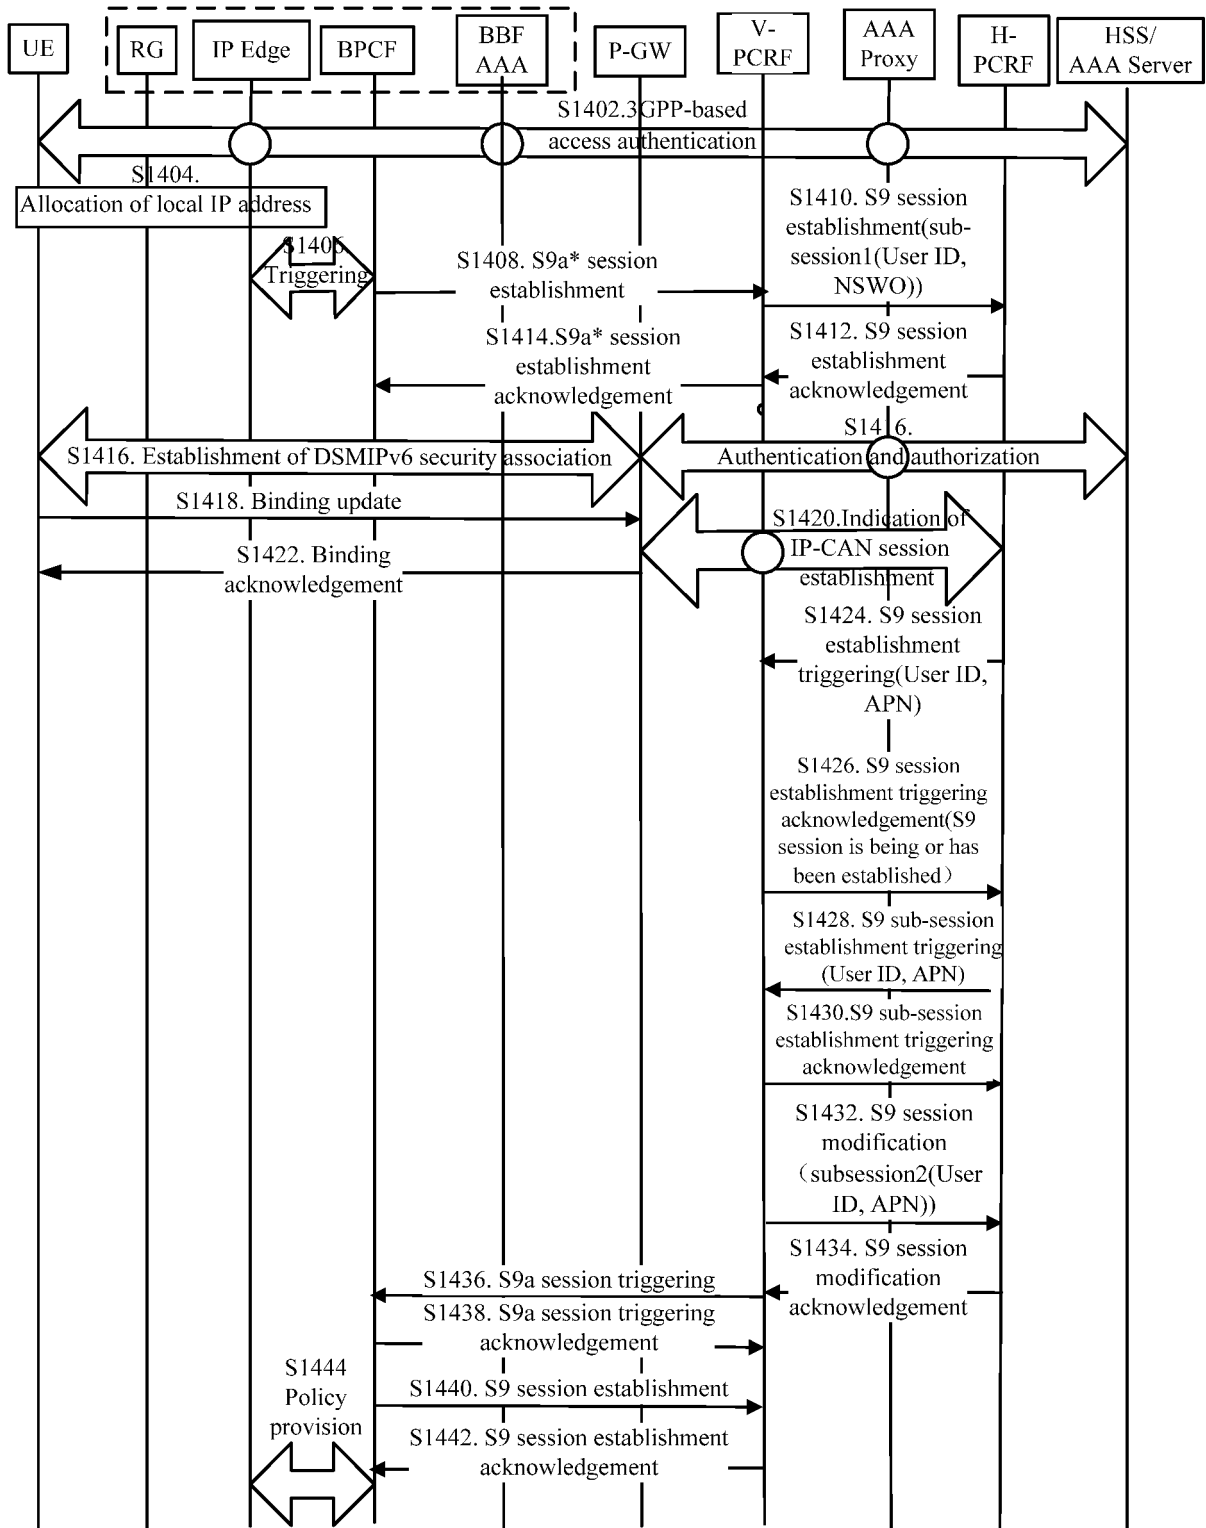 UE
RG
IP Edge
BPCF
BBF
AAA
P-GW
V-
PCRF
AAA
Proxy
H-
PCRF
HSS/
AAA Server
S1402.3GPP-based
access authentication
S1404.
Allocation of local IP address
S1406.
Triggering
S1408. S9a* session
establishment
S1410. S9 session
establishment(sub-
session1(User ID,
NSWO))
S1412. S9 session
establishment
acknowledgement
S1414.S9a* session
establishment
acknowledgement
S1416. Establishment of DSMIPv6 security association
S1416.
Authentication and authorization
S1418. Binding update
S1420.Indication of
IP-CAN session
establishment
S1422. Binding
acknowledgement
S1424. S9 session
establishment
triggering(User ID,
APN)
S1426. S9 session
establishment triggering
acknowledgement(S9
session is being or has
been established）
S1428. S9 sub-session
establishment triggering
(User ID, APN)
S1430.S9 sub-session
establishment triggering
acknowledgement
S1432. S9 session
modification
（subsession2(User
ID, APN))
S1434. S9 session
modification
acknowledgement
S1436. S9a session triggering
S1438. S9a session triggering
acknowledgement
S1444
Policy
provision
S1440. S9 session establishment
S1442. S9 session establishment
acknowledgement